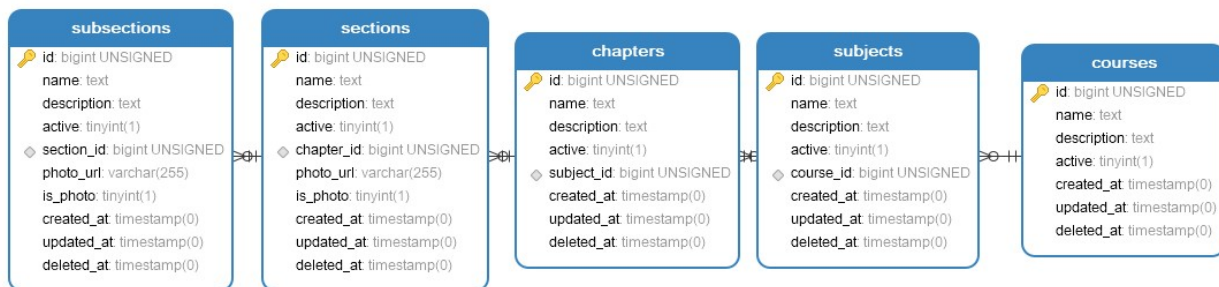 subsections
id: bigint UNSIGNED
name: text
description: text
active: tinyint(1)
section_id: bigint UNSIGNED
photo_url: varchar(255)
is_photo: tinyint(1)
created_at: timestamp(0)
updated_at: timestamp(0)
deleted_at: timestamp(0)
sections
id: bigint UNSIGNED
name: text
description: text
active: tinyint(1)
chapter_id: bigint UNSIGNED
photo_url: varchar(255)
is_photo: tinyint(1)
created_at: timestamp(0)
updated_at: timestamp(0)
deleted_at: timestamp(0)
chapters
id: bigint UNSIGNED
name: text
description: text
active: tinyint(1)
subject_id: bigint UNSIGNED
created_at: timestamp(0)
updated_at: timestamp(0)
deleted_at: timestamp(0)
subjects
id: bigint UNSIGNED
name: text
description: text
active: tinyint(1)
course_id: bigint UNSIGNED
created_at: timestamp(0)
updated_at: timestamp(0)
deleted_at: timestamp(0)
courses
id: bigint UNSIGNED
name: text
description: text
active: tinyint(1)
created_at: timestamp(0)
updated_at: timestamp(0)
deleted_at: timestamp(0)